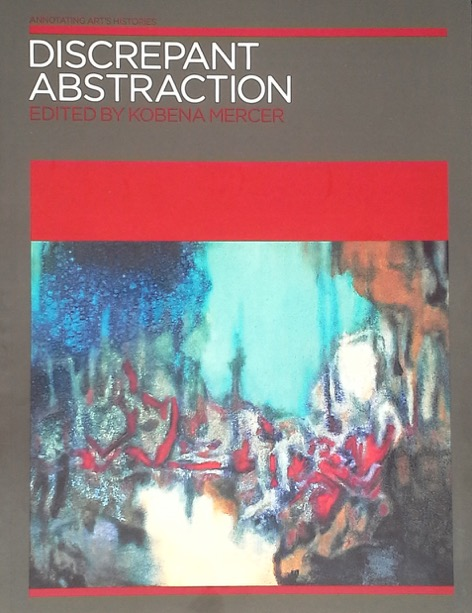 ANNOTATING ART'S HISTORIES
DISCREPANT
ABSTRACTION
EDITED BY KOBENA MERCER